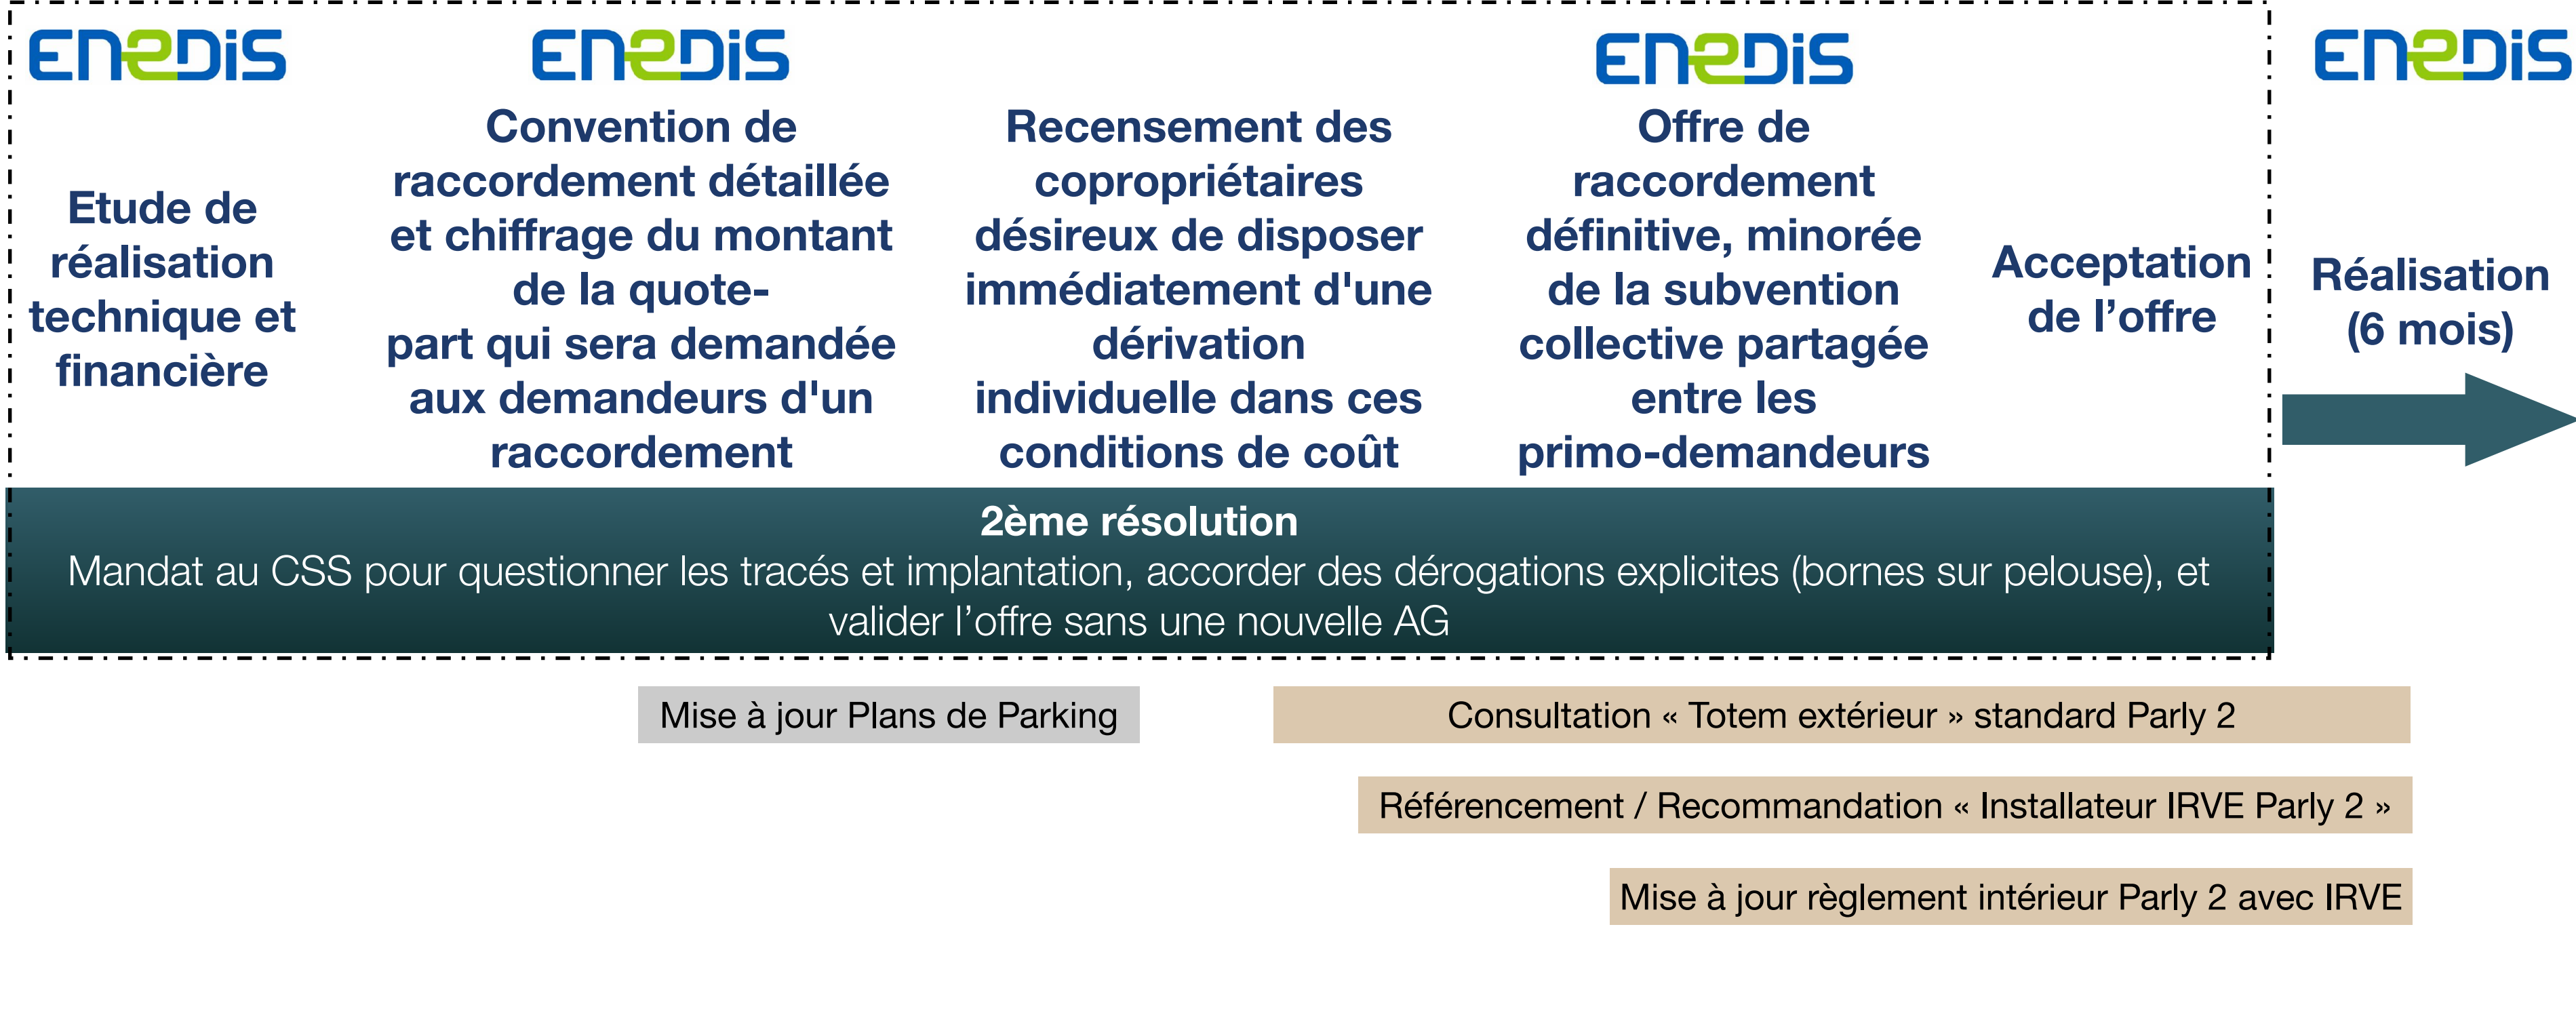 ENEDIS
Etude de
réalisation
technique et
financière
ENEDIS
Convention de
raccordement détaillée
et chiffrage du montant
de la quote-
part qui sera demandée
aux demandeurs d'un
raccordement
Recensement des
copropriétaires
désireux de disposer
immédiatement d'une
dérivation
individuelle dans ces
conditions de coût
ENEDIS
Offre de
raccordement
définitive, minorée
de la subvention
collective partagée
entre les
primo-demandeurs
Acceptation
de l’offre
ENEDIS
Réalisation
(6 mois)
2ème résolution
Mandat au CSS pour questionner les tracés et implantation, accorder des dérogations explicites (bornes sur pelouse), et
valider l’offre sans une nouvelle AG
Mise à jour Plans de Parking
Consultation « Totem extérieur » standard Parly 2
Référencement / Recommandation « Installateur IRVE Parly 2 »
Mise à jour règlement intérieur Parly 2 avec IRVE